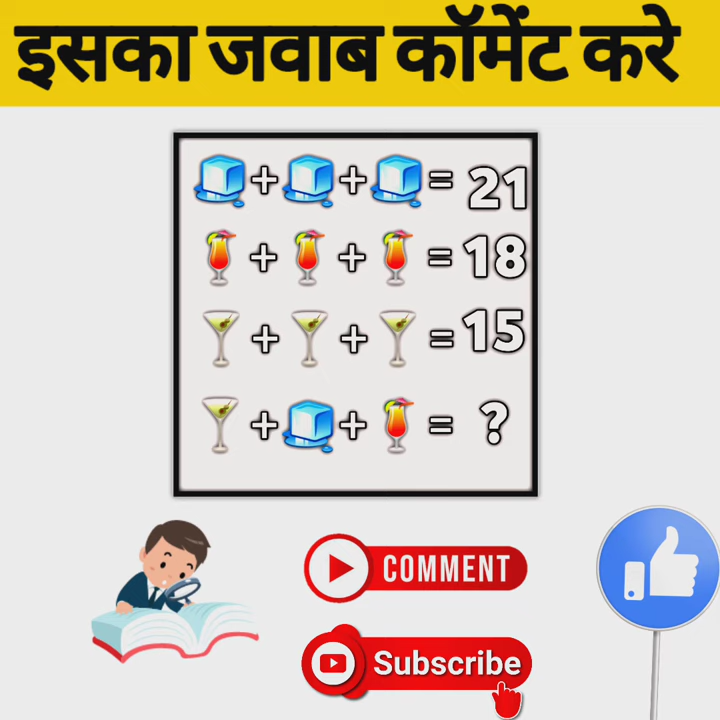 इसका जवाब कॉमेंट करे
+ + = 21
+ + = 18
+ + = 15
+ + = ?
COMMENT
Subscribe